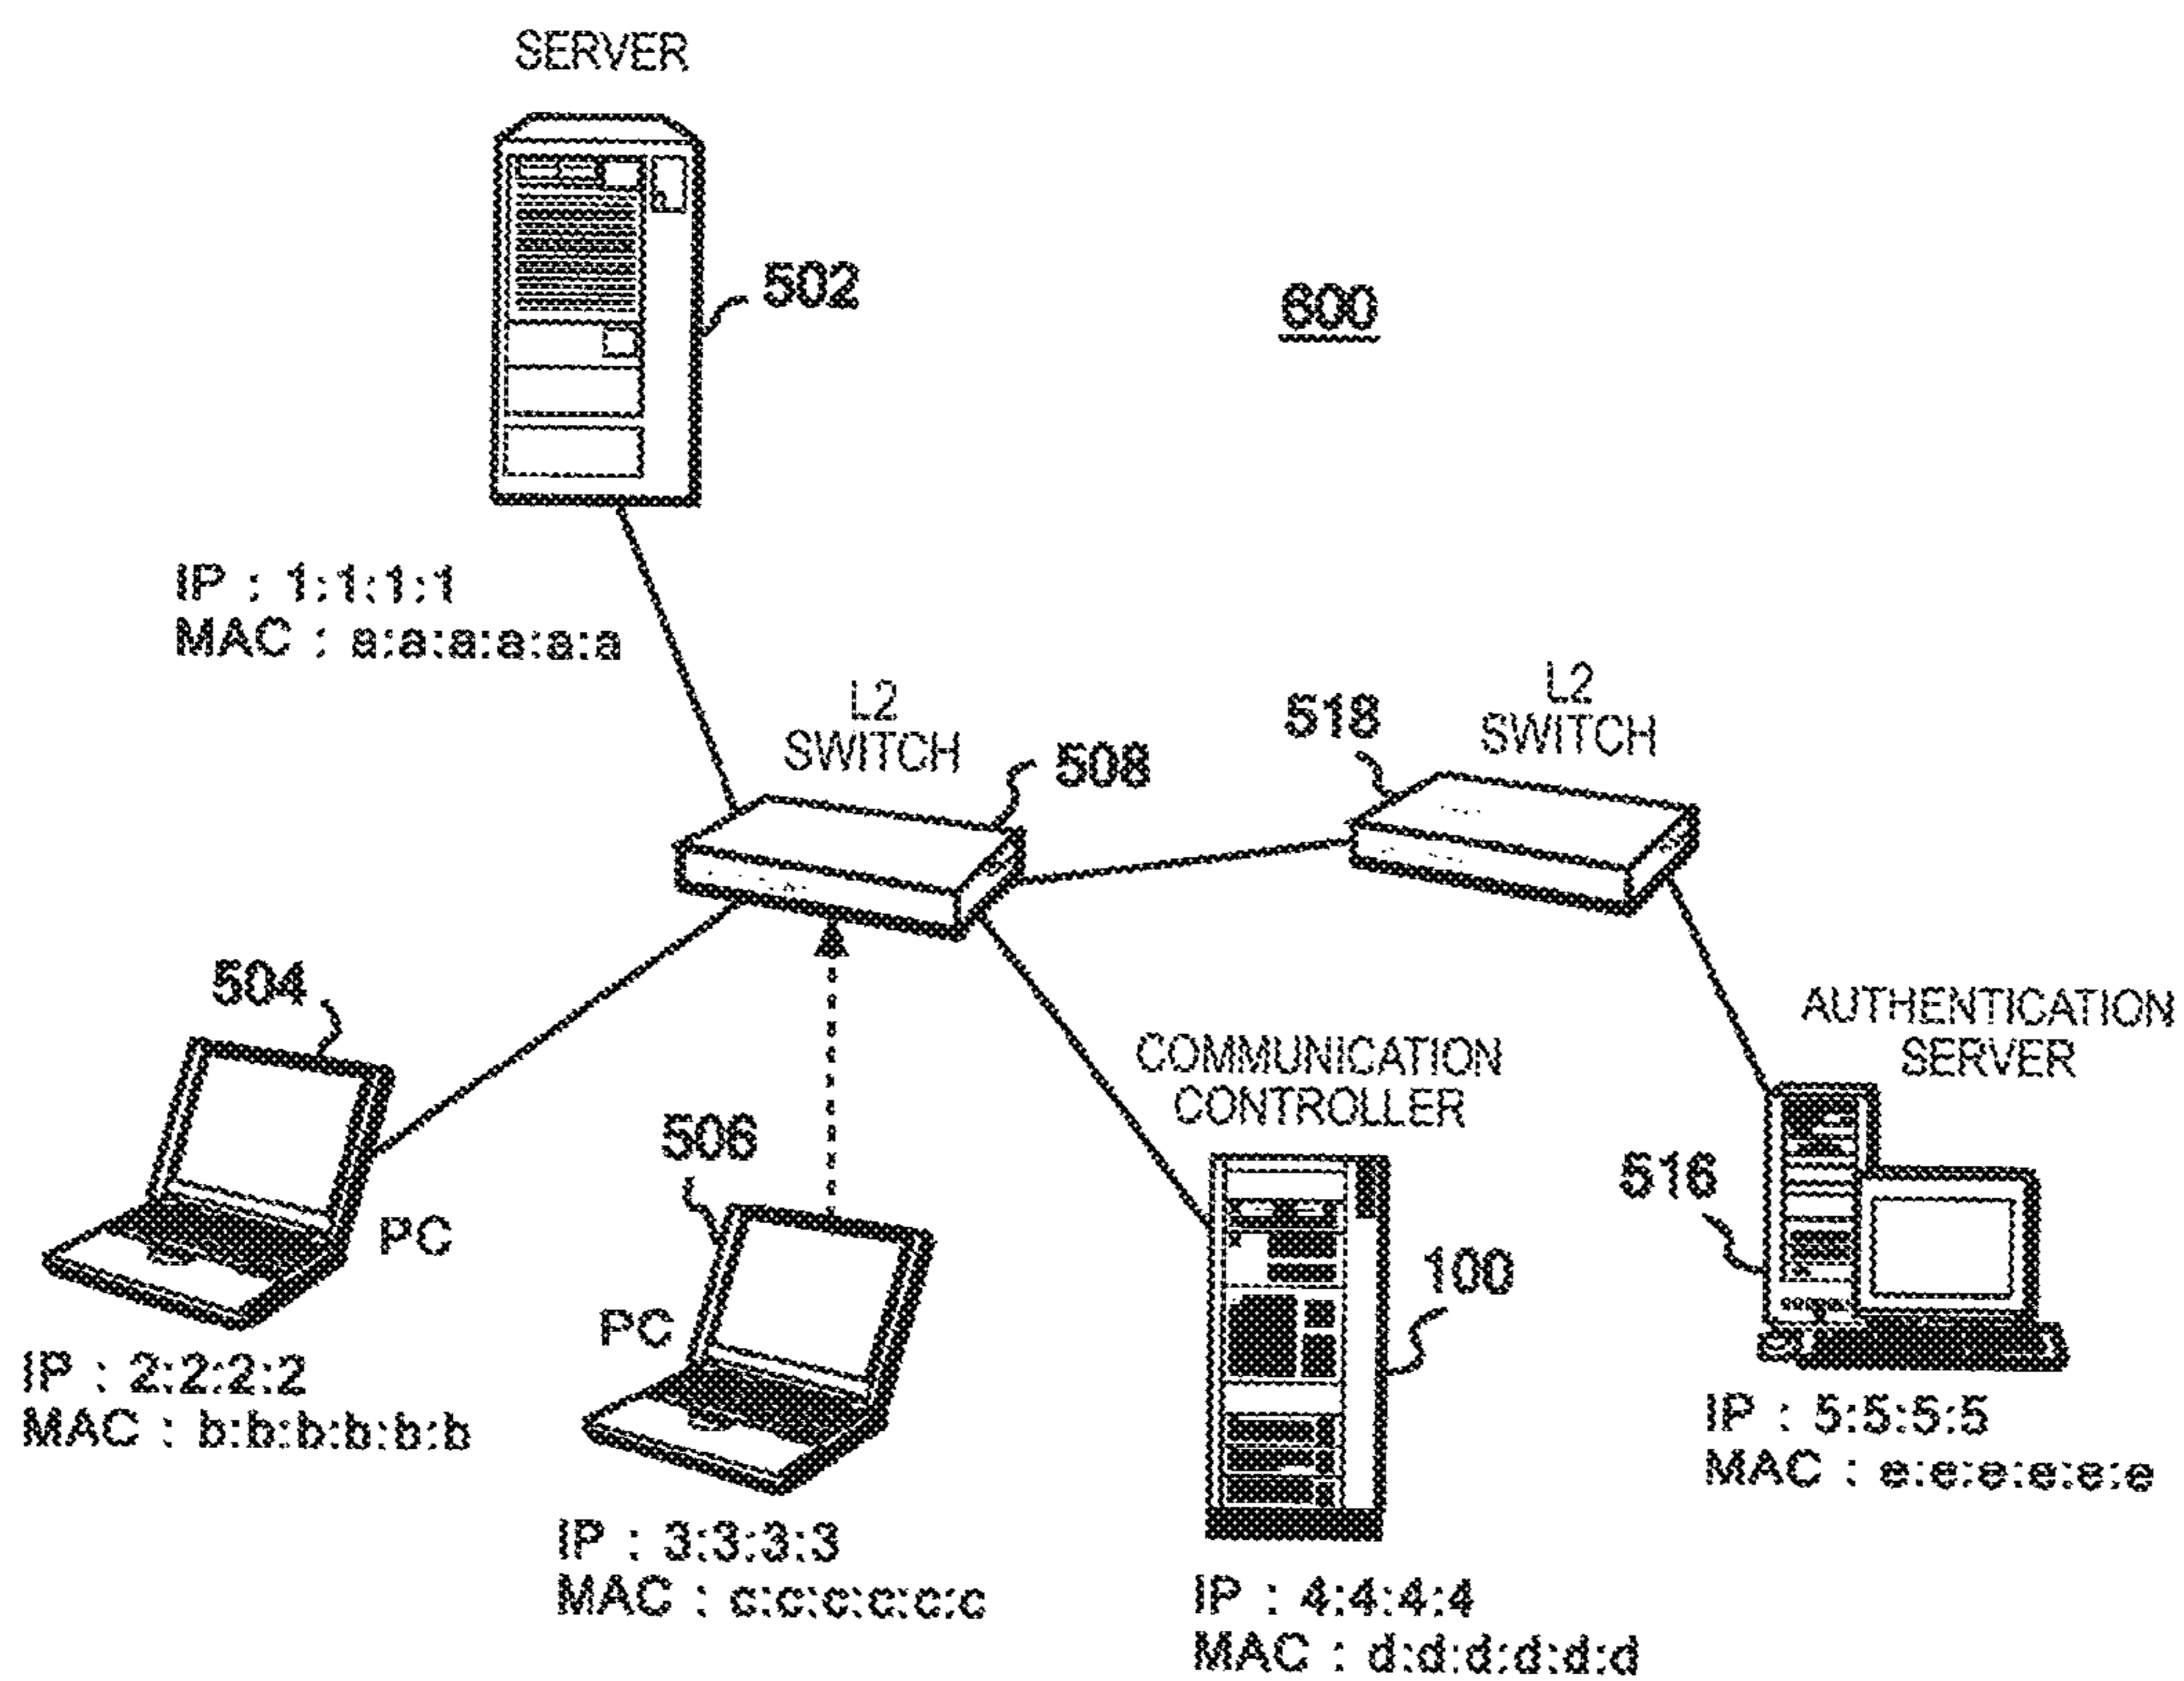 SERVER
502
600
IP : 1:1:1:1
MAC : a:a:a:a:a:a
L2
SWITCH
508
518
L2
SWITCH
504
PC
IP : 2:2:2:2
MAC : b:b:b:b:b:b
506
PC
IP : 3:3:3:3
MAC : c:c:c:c:c:c
COMMUNICATION
CONTROLLER
100
IP : 4:4:4:4
MAC : d:d:d:d:d:d
AUTHENTICATION
SERVER
516
IP : 5:5:5:5
MAC : e:e:e:e:e:e